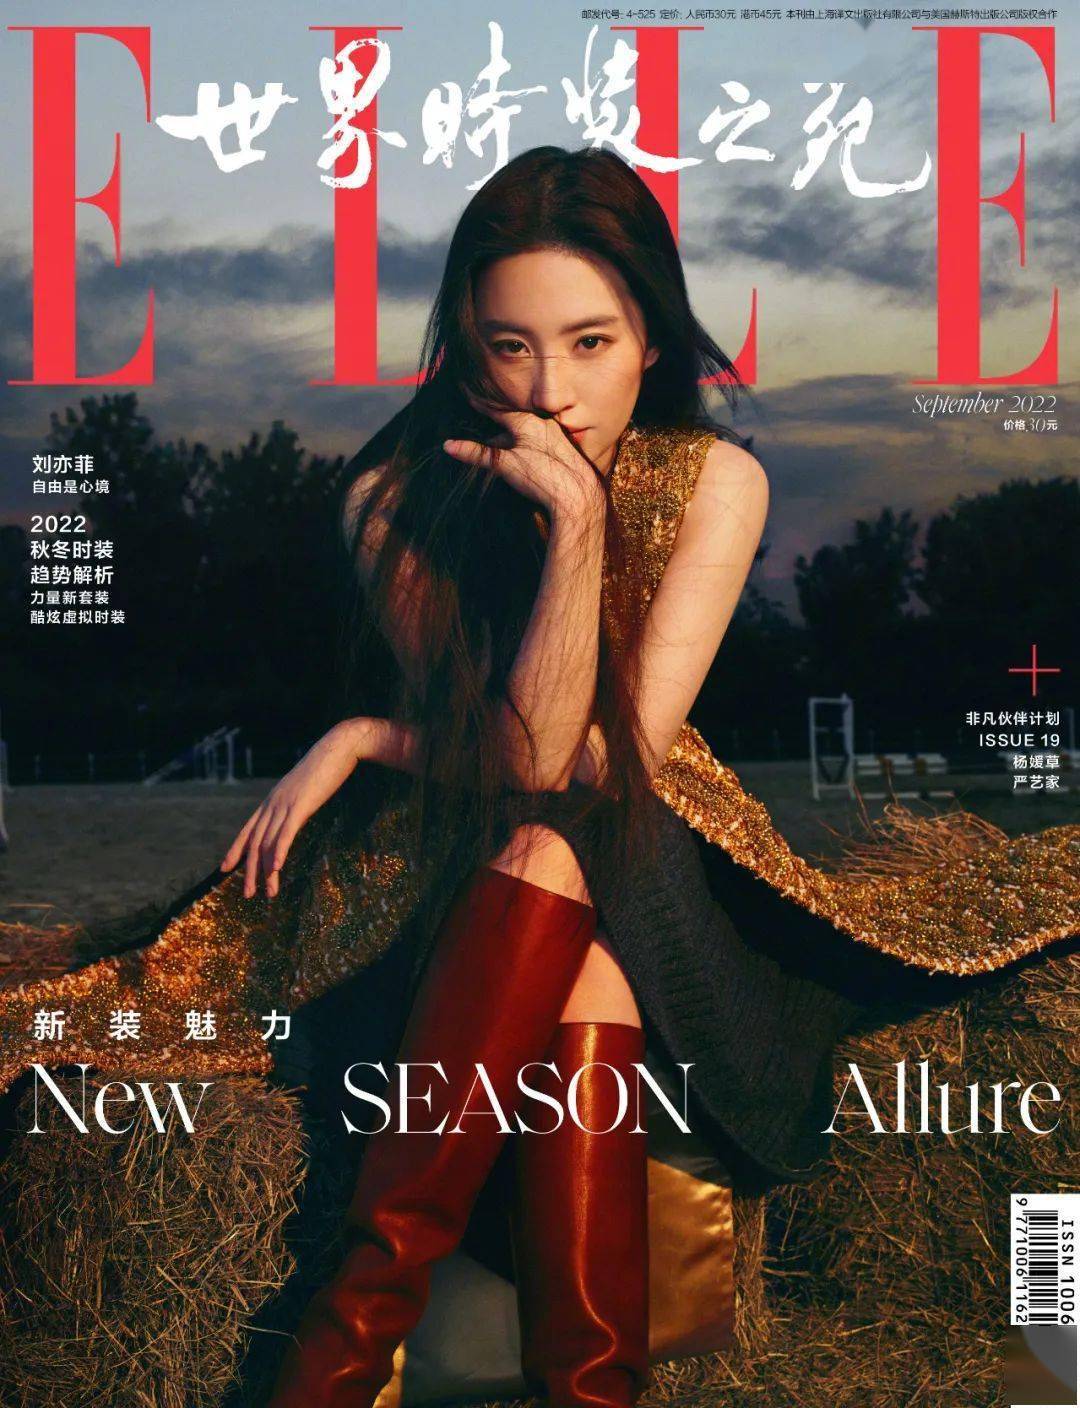 邮发代号: 4-525 定价: 人民币30元 港币45元 本刊由上海译文出版社有限公司与美国赫斯特出版公司版权合作
ELLE
世界時裝之苑
September 2022
价格30元
刘亦菲
自由是心境
2022
秋冬时装
趋势解析
力量新套装
酷炫虚拟时装
+
非凡伙伴计划
ISSUE 19
杨媛草
严艺家
新装魅力
New SEASON Allure
ISSN 1006
9 771006 1162